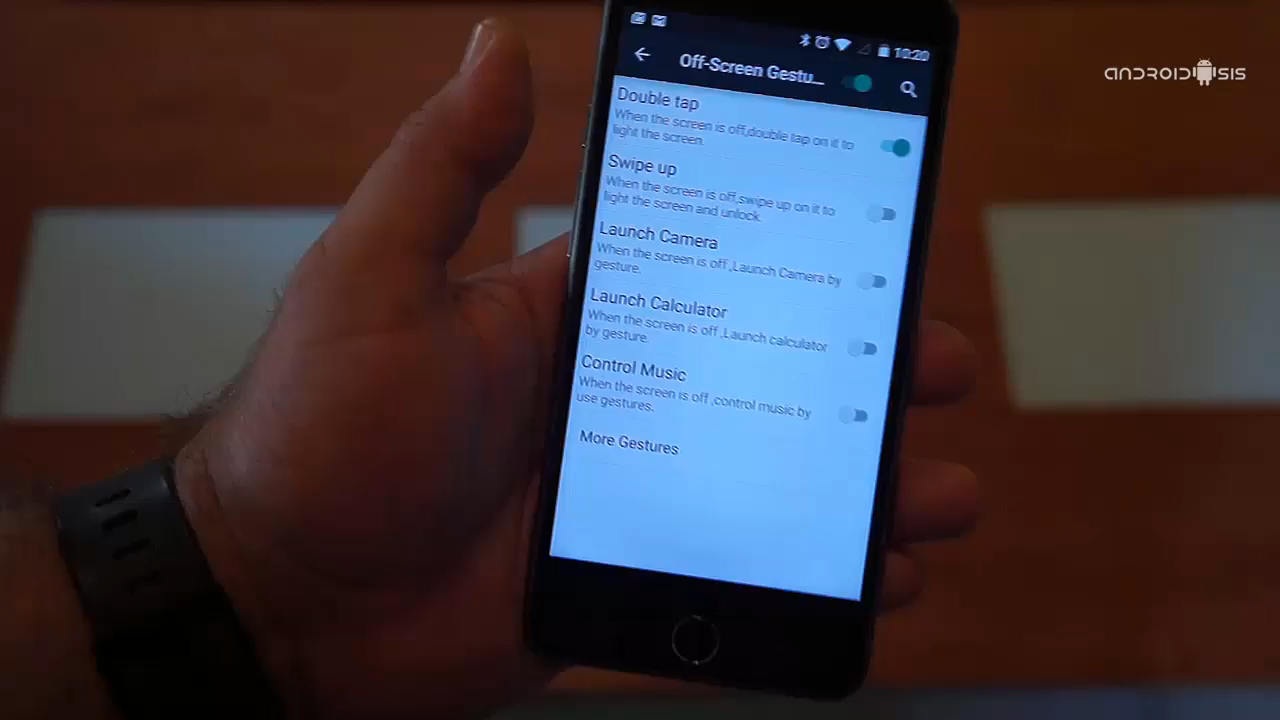 10:20
Off-Screen Gestu...
Double tap
When the screen is off,double tap on it to
light the screen.
Swipe up
When the screen is off,swipe up on it to
light the screen and unlock.
Launch Camera
When the screen is off ,Launch Camera by
gesture.
Launch Calculator
When the screen is off ,Launch calculator
by gesture.
Control Music
When the screen is off ,control music by
use gestures.
More Gestures
ANDROIDSIS